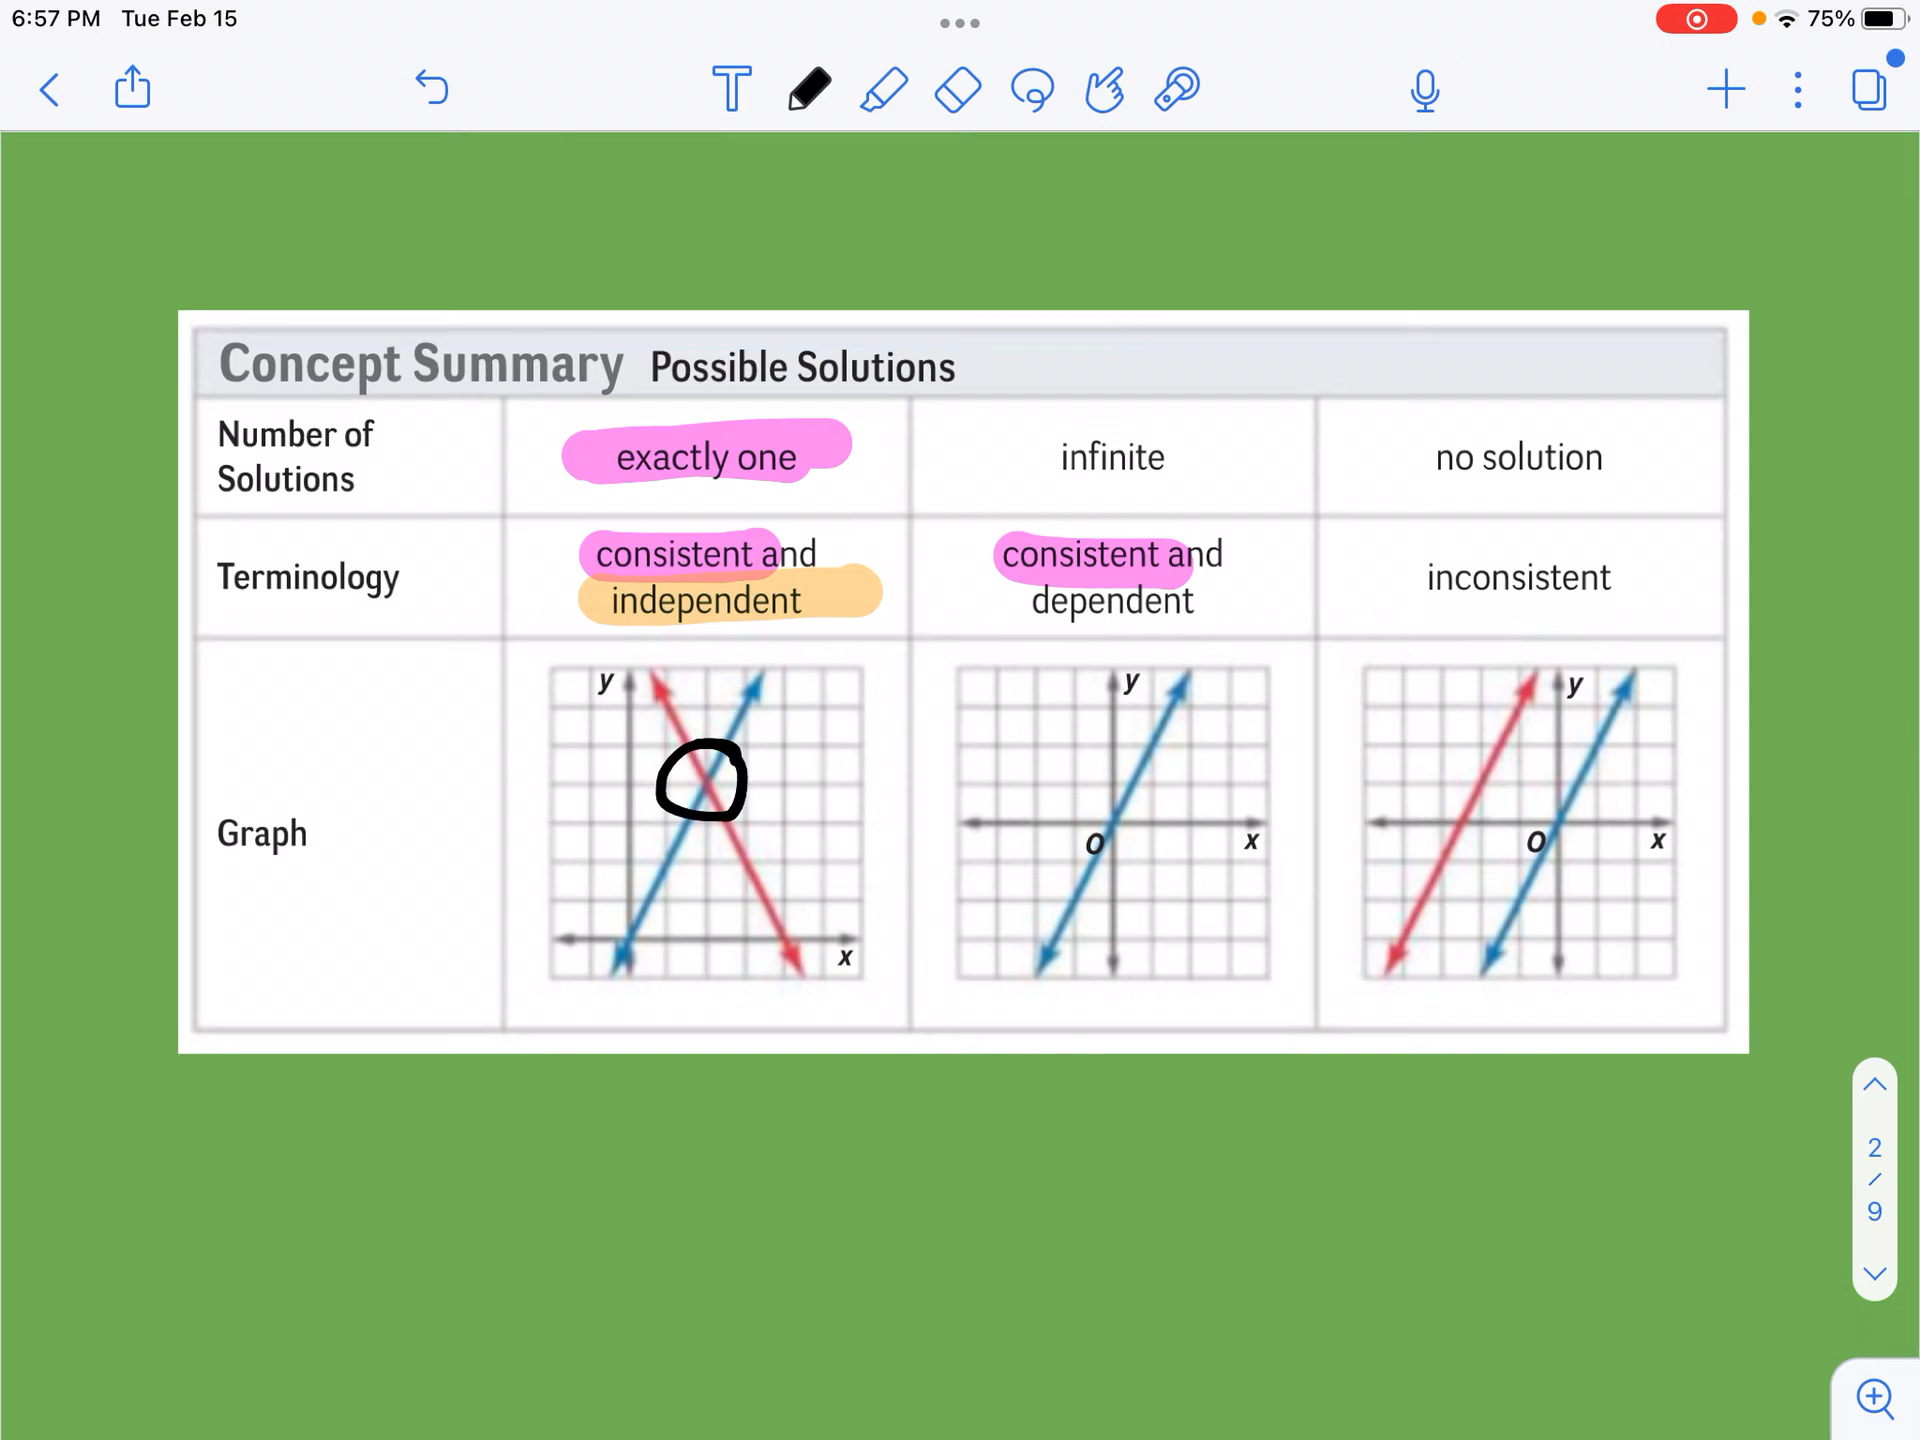 6:57 PM Tue Feb 15
75%
T
Concept Summary Possible Solutions
Number of
Solutions
exactly one
infinite
no solution
Terminology
consistent and
independent
consistent and
dependent
inconsistent
Graph
y
x
y
O
x
y
O
x
2
/
9